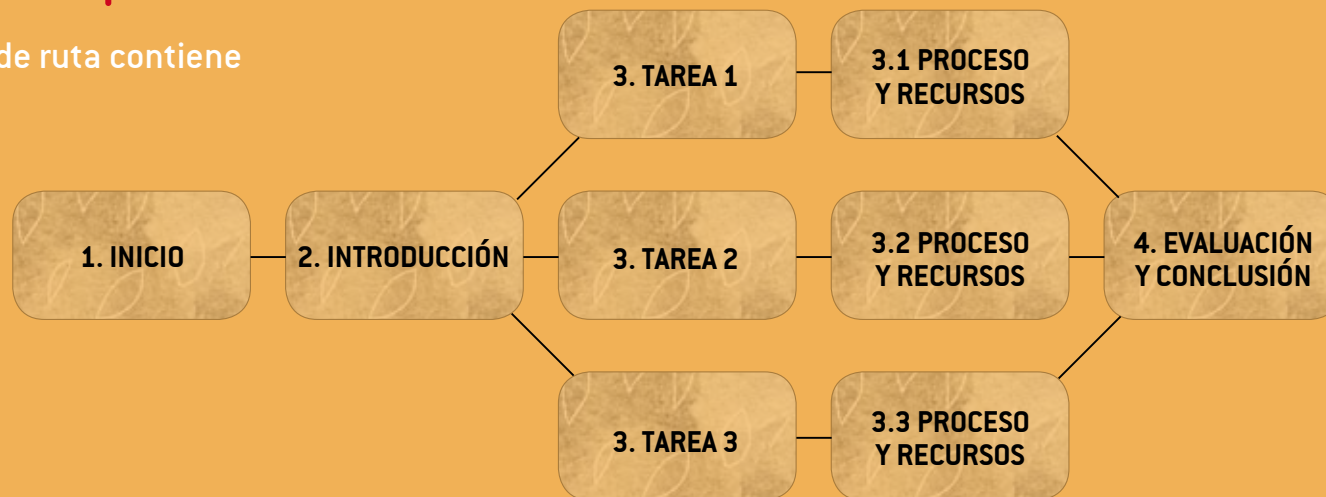 de ruta contiene
3. TAREA 1
3.1 PROCESO
Y RECURSOS
1. INICIO
2. INTRODUCCIÓN
3. TAREA 2
3.2 PROCESO
Y RECURSOS
4. EVALUACIÓN
Y CONCLUSIÓN
3. TAREA 3
3.3 PROCESO
Y RECURSOS